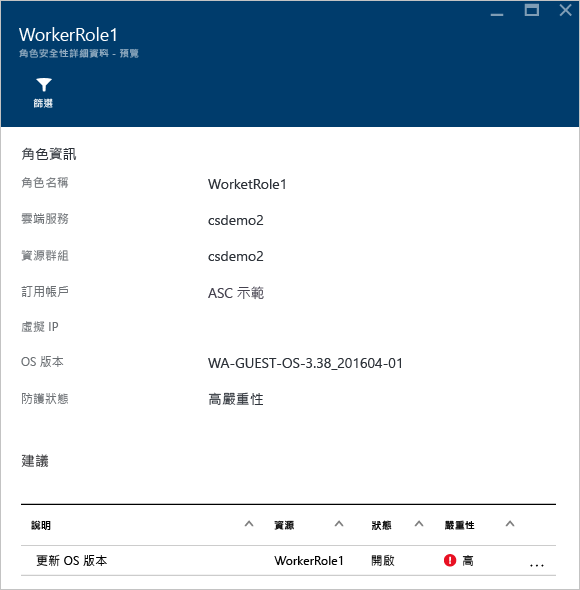 WorkerRole1
角色安全性詳細資料 - 預覽
篩選
角色資訊
角色名稱 WorketRole1
雲端服務 csdemo2
資源群組 csdemo2
訂用帳戶 ASC 示範
虛擬 IP
OS 版本 WA-GUEST-OS-3.38_201604-01
防護狀態 高嚴重性
建議
說明 資源 狀態 嚴重性
更新 OS 版本 WorkerRole1 開啟 高 ...